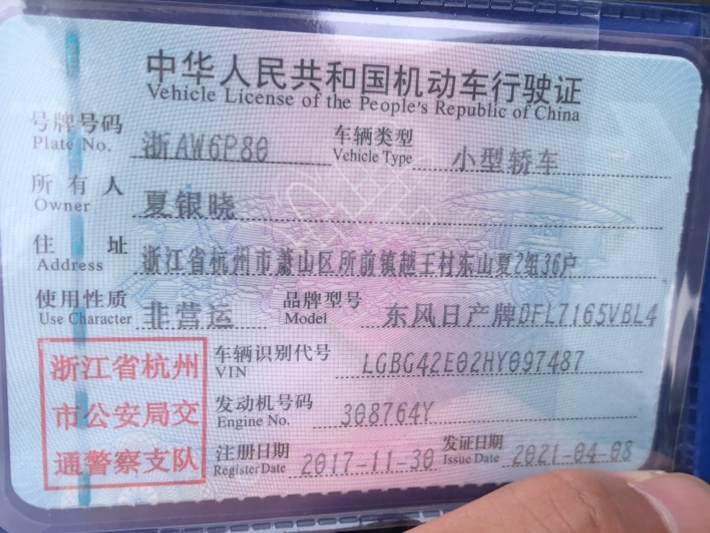 中华人民共和国机动车行驶证
Vehicle License of the People's Republic of China
号牌号码 浙AW6P80 车辆类型 小型轿车
Plate No. Vehicle Type
所有人 夏银晓
Owner
住址 浙江省杭州市萧山区所前镇越王村东山夏2组36户
Address
使用性质 非营运 品牌型号 东风日产牌DFL7165VBL4
Use Character Model
浙江省杭州 车辆识别代号 LGBG42E02HY097487
VIN
市公安局交 发动机号码 308764Y
Engine No.
通警察支队 注册日期 2017-11-30 发证日期 2021-04-08
Register Date Issue Date